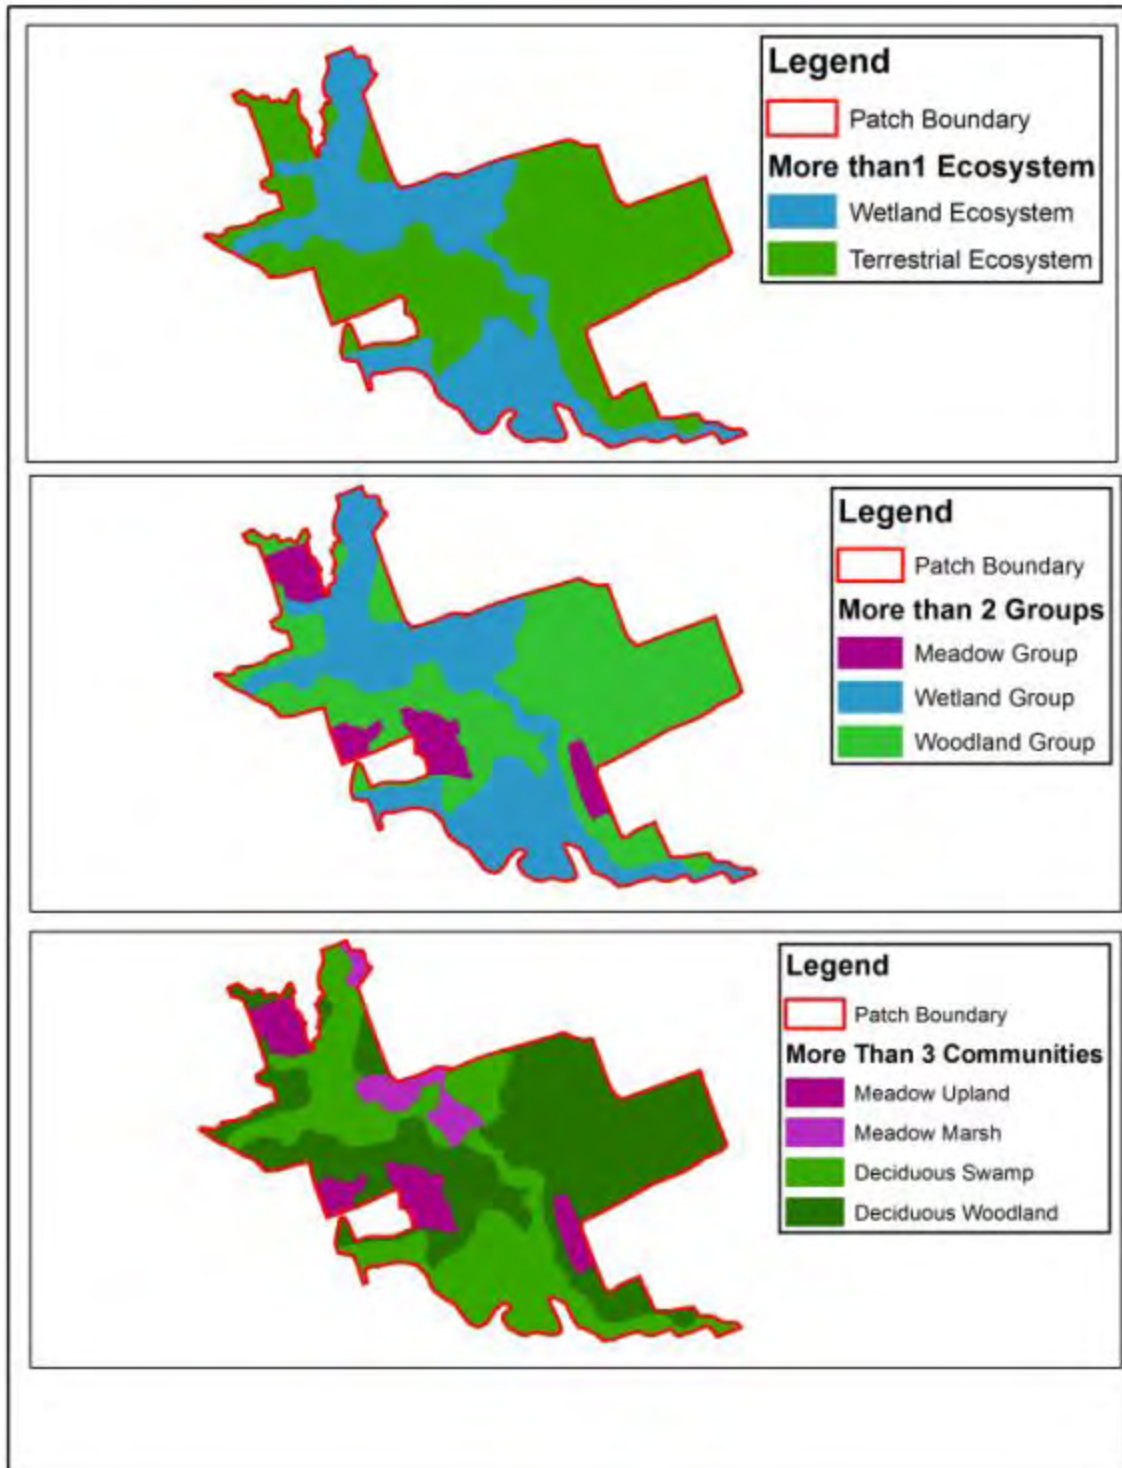 Legend
Patch Boundary
More than1 Ecosystem
Wetland Ecosystem
Terrestrial Ecosystem
Legend
Patch Boundary
More than 2 Groups
Meadow Group
Wetland Group
Woodland Group
Legend
Patch Boundary
More Than 3 Communities
Meadow Upland
Meadow Marsh
Deciduous Swamp
Deciduous Woodland